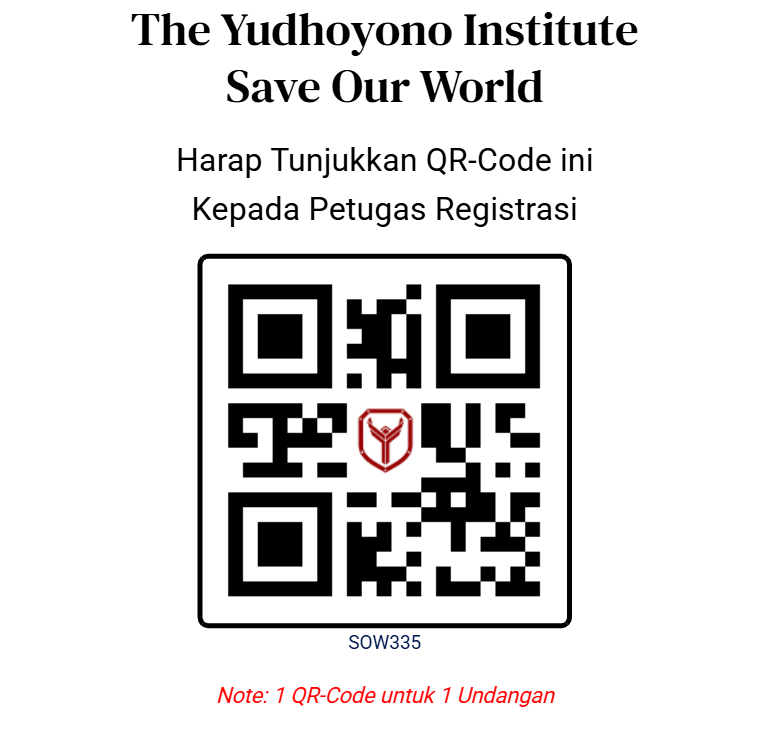 The Yudhoyono Institute
Save Our World
Harap Tunjukkan QR-Code ini
Kepada Petugas Registrasi
SOW335
Note: 1 QR-Code untuk 1 Undangan